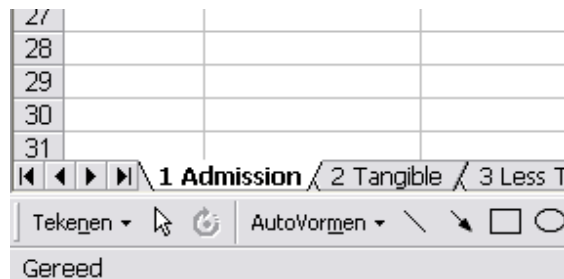 27
28
29
30
31
1 Admission 2 Tangible 3 Less T
Tekenen AutoVormen
Gereed